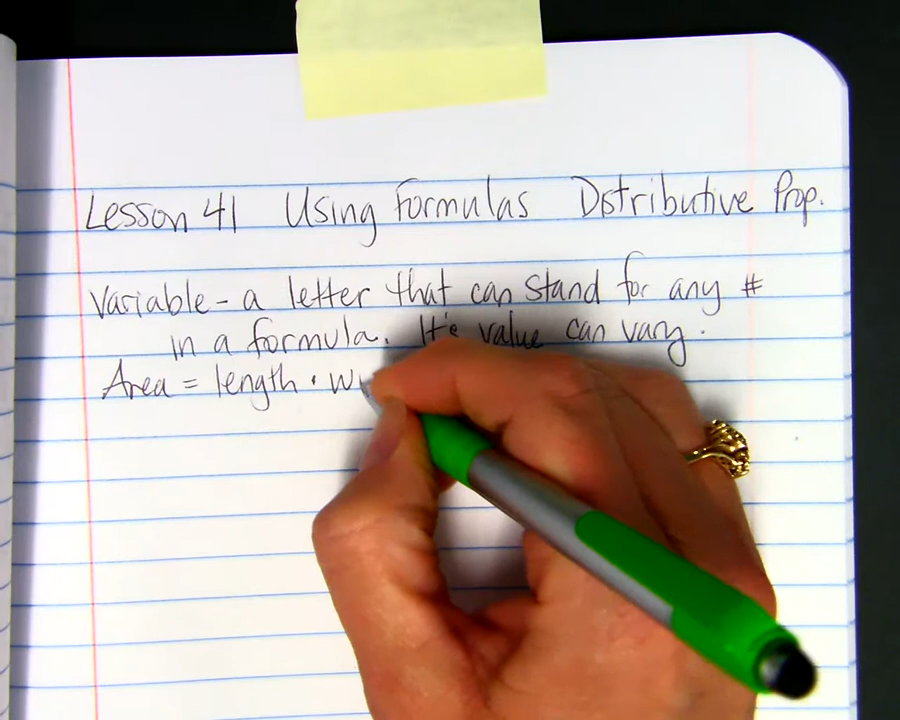 Lesson 41 Using Formulas Distributive Prop.
Variable - a letter that can stand for any #
in a formula. It's value can vary.
Area = length · w